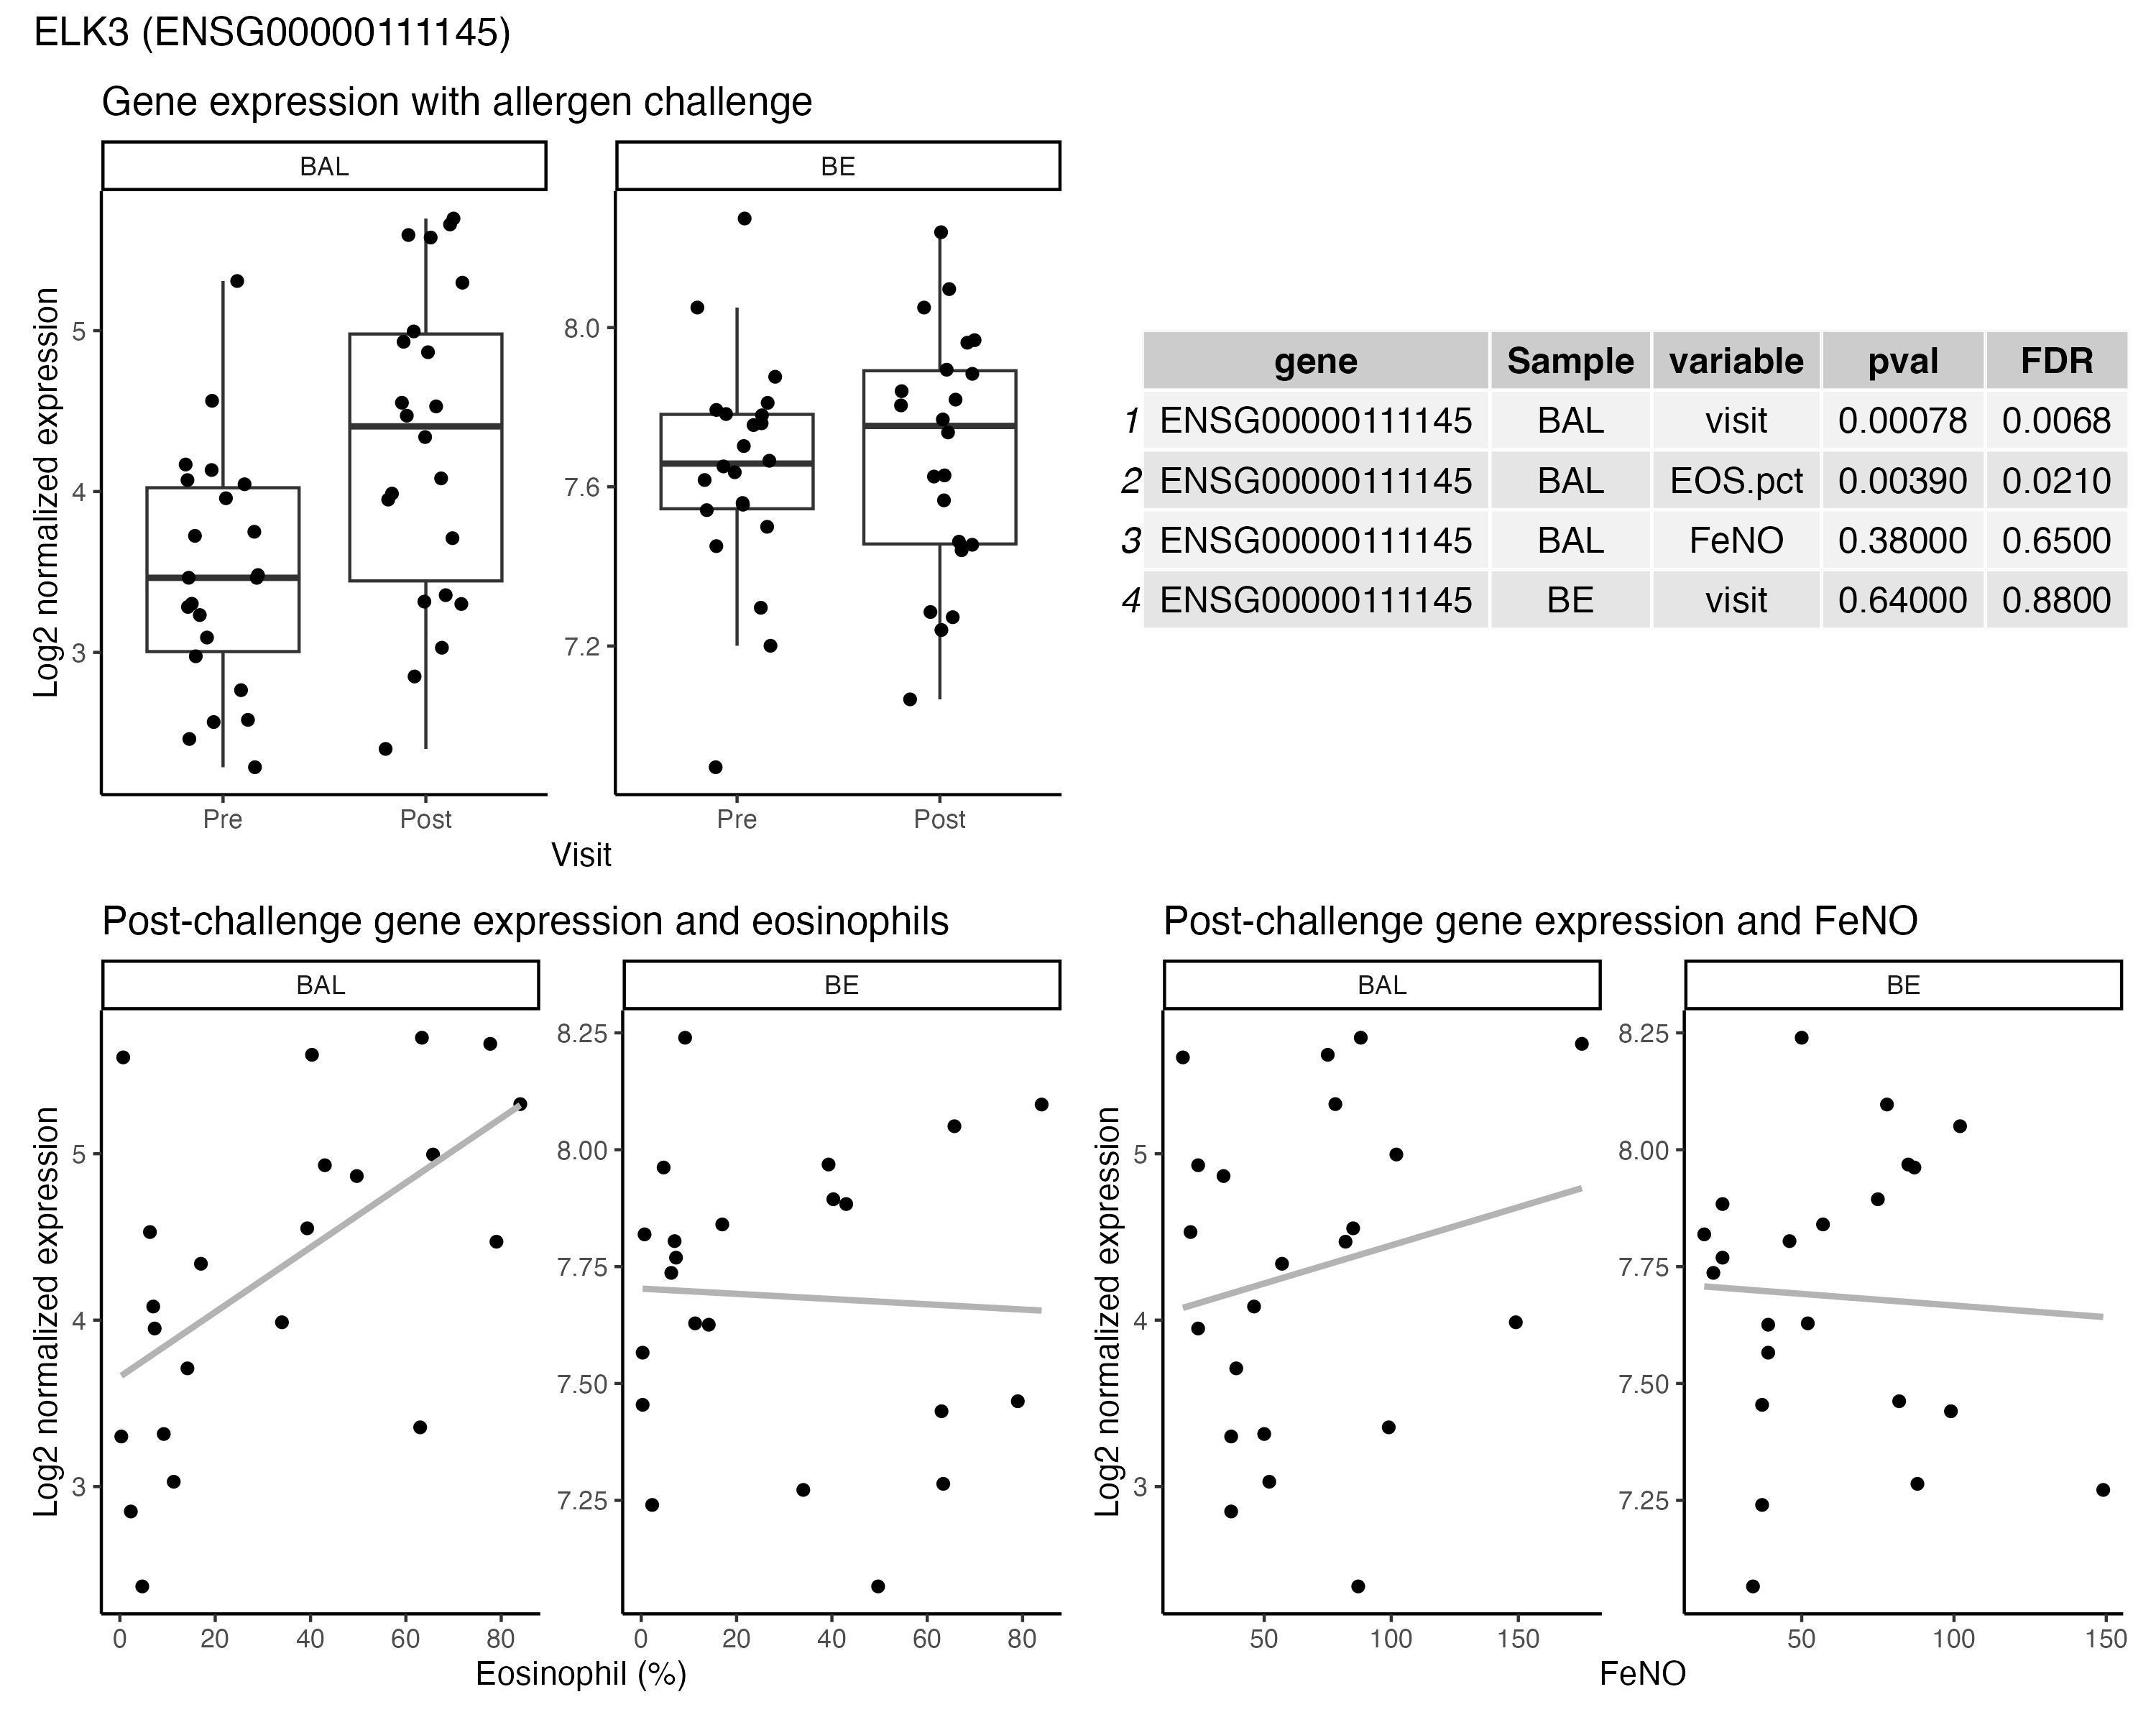 ELK3 (ENSG00000111145)
Gene expression with allergen challenge
BAL
BE
Log2 normalized expression
5
4
3
8.0
7.6
7.2
Pre
Post
Pre
Post
Visit
gene Sample variable pval FDR
1 ENSG00000111145 BAL visit 0.00078 0.0068
2 ENSG00000111145 BAL EOS.pct 0.00390 0.0210
3 ENSG00000111145 BAL FeNO 0.38000 0.6500
4 ENSG00000111145 BE visit 0.64000 0.8800
Post-challenge gene expression and eosinophils
BAL
BE
Log2 normalized expression
5
4
3
8.25
8.00
7.75
7.50
7.25
0 20 40 60 80
0 20 40 60 80
Eosinophil (%)
Post-challenge gene expression and FeNO
BAL
BE
Log2 normalized expression
5
4
3
8.25
8.00
7.75
7.50
7.25
50 100 150
50 100 150
FeNO